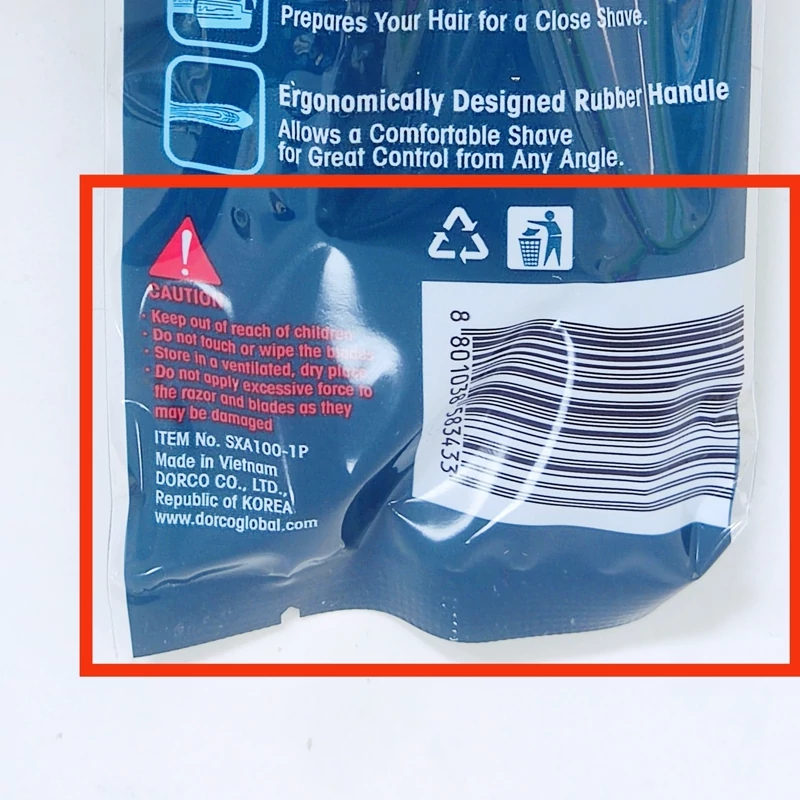 Prepares Your Hair for a Close Shave.
Ergonomically Designed Rubber Handle
Allows a Comfortable Shave
for Great Control from Any Angle.
CAUTION
· Keep out of reach of children
· Do not touch or wipe the blades
· Store in a ventilated, dry place
· Do not apply excessive force to
the razor and blades as they
may be damaged
ITEM No. SXA100-1P
Made in Vietnam
DORCO CO., LTD.,
Republic of KOREA
www.dorcoglobal.com
8 801038583433